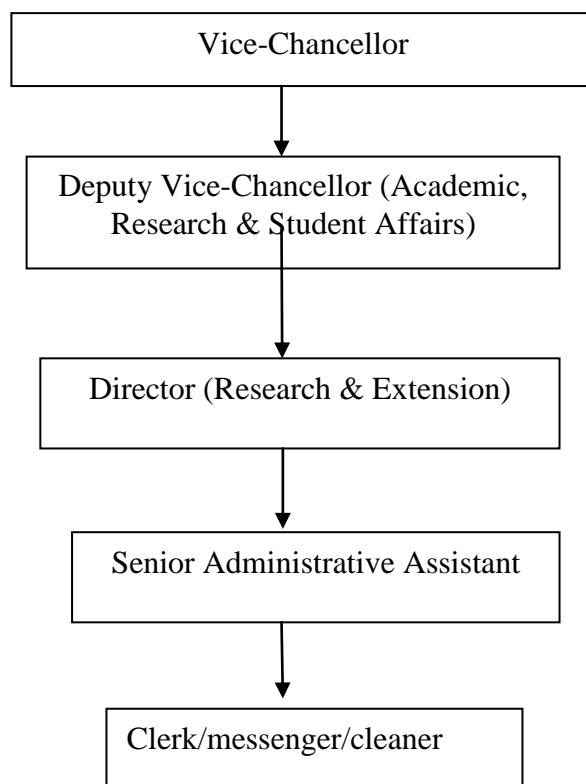 Vice-Chancellor
Deputy Vice-Chancellor (Academic,
Research & Student Affairs)
Director (Research & Extension)
Senior Administrative Assistant
Clerk/messenger/cleaner